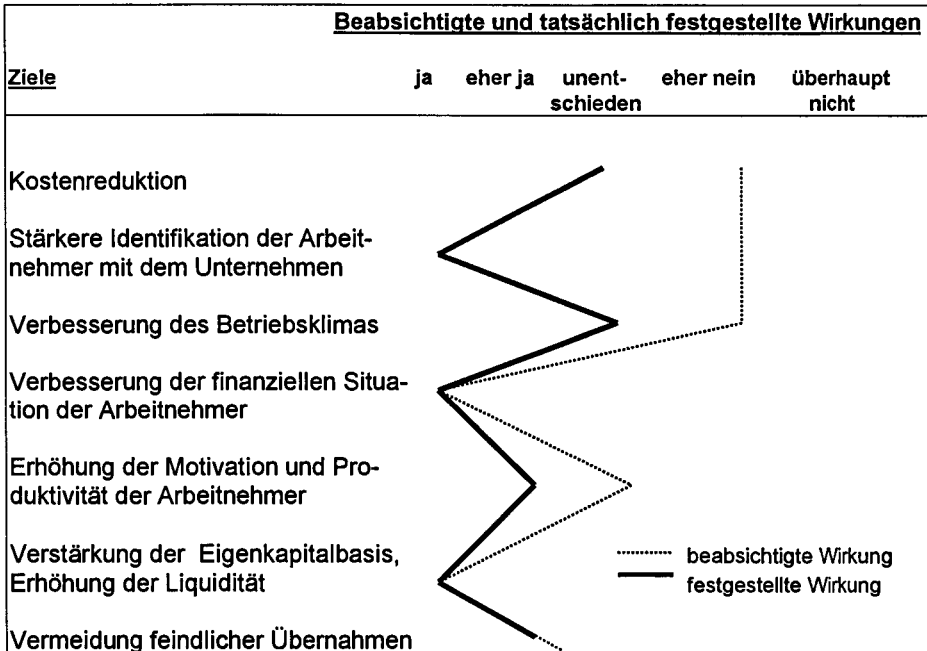 Beabsichtigte und tatsächlich festgestellte Wirkungen
Ziele ja eher ja unent- eher nein überhaupt
schieden nicht
Kostenreduktion
Stärkere Identifikation der Arbeit-
nehmer mit dem Unternehmen
Verbesserung des Betriebsklimas
Verbesserung der finanziellen Situa-
tion der Arbeitnehmer
Erhöhung der Motivation und Pro-
duktivität der Arbeitnehmer
Verstärkung der Eigenkapitalbasis,
Erhöhung der Liquidität
beabsichtigte Wirkung
festgestellte Wirkung
Vermeidung feindlicher Übernahmen